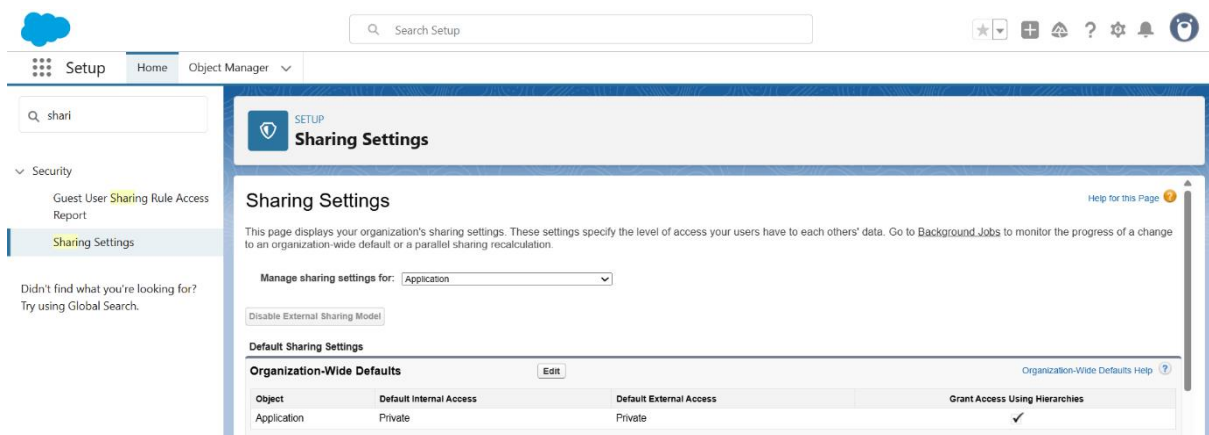 Search Setup
Setup
Home
Object Manager
shari
Security
Guest User Sharing Rule Access
Report
Sharing Settings
Didn't find what you're looking for?
Try using Global Search.
SETUP
Sharing Settings
Sharing Settings
Help for this Page
This page displays your organization's sharing settings. These settings specify the level of access your users have to each others' data. Go to Background Jobs to monitor the progress of a change
to an organization-wide default or a parallel sharing recalculation.
Manage sharing settings for: Application
Disable External Sharing Model
Default Sharing Settings
Organization-Wide Defaults
Edit
Organization-Wide Defaults Help
Object Default Internal Access Default External Access Grant Access Using Hierarchies
Application Private Private ✓